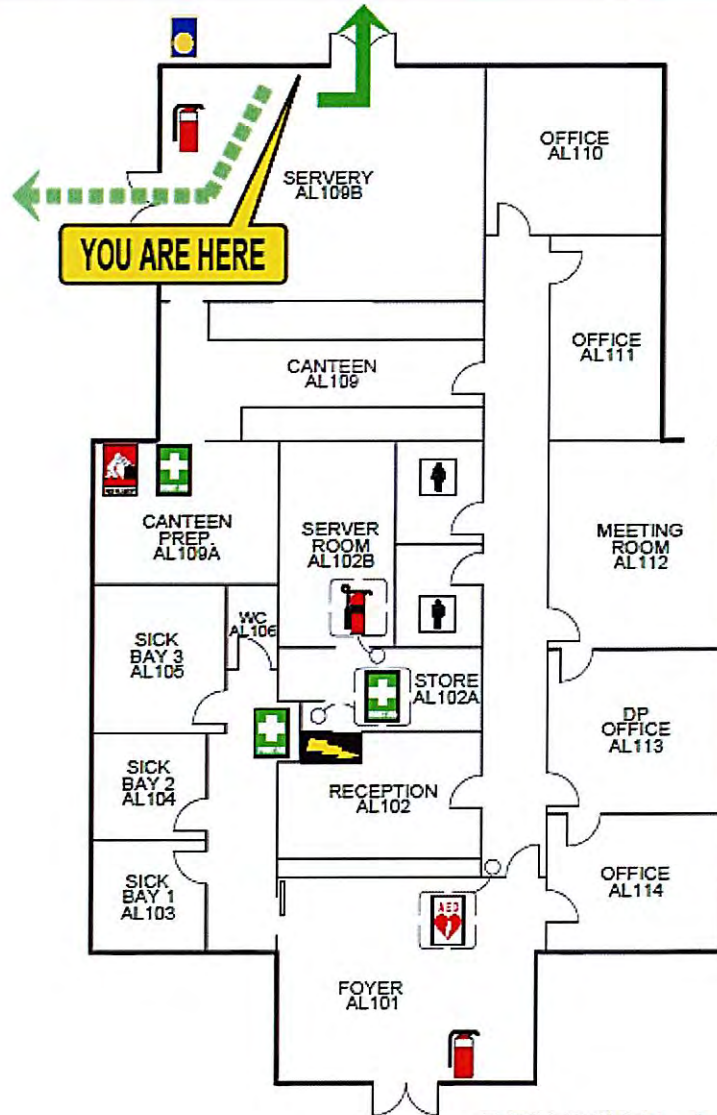 OFFICE
AL110
SERVERY
AL109B
YOU ARE HERE
OFFICE
AL111
CANTEEN
AL109
CANTEEN
PREP.
AL109A
SERVER
ROOM
AL102B
MEETING
ROOM
AL112
WC
AL106
SICK
BAY 3
AL105
STORE
AL102A
DP
OFFICE
AL113
SICK
BAY 2
AL104
RECEPTION
AL102
SICK
BAY 1
AL103
OFFICE
AL114
AED
FOYER
AL101